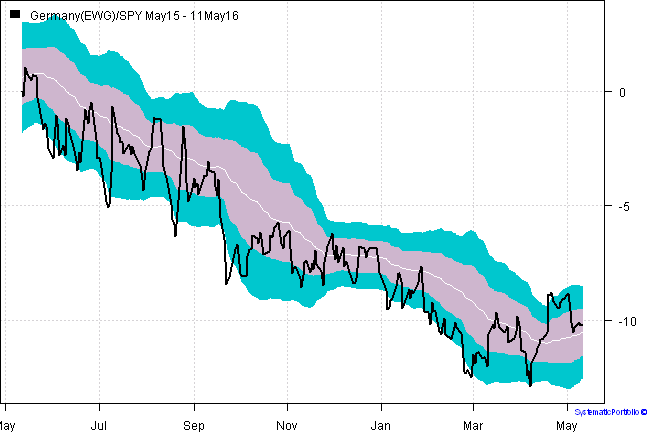 Germany(EWG)/SPY May15 - 11May16
0
-5
-10
May Jul Sep Nov Jan Mar May
SystematicPortfolio ©